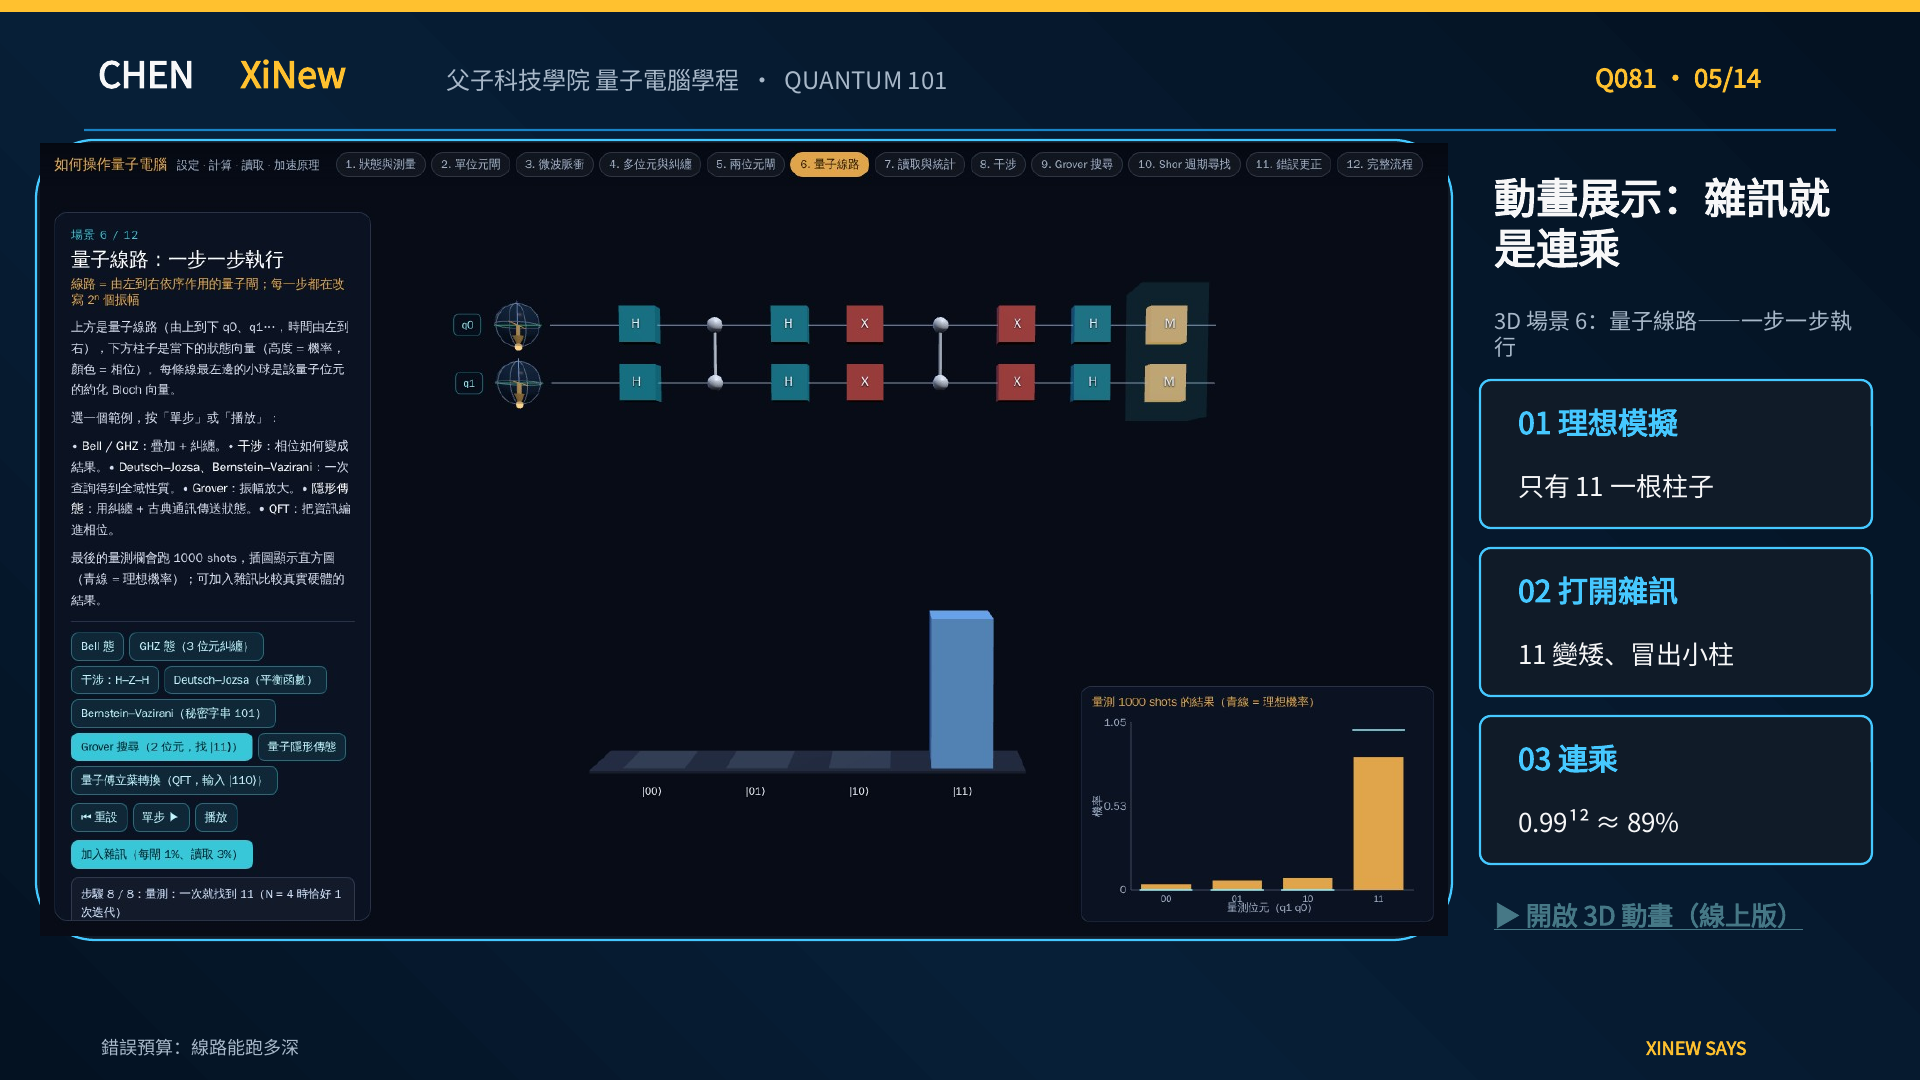 CHEN XiNew 父子科技學院 量子電腦學程 • QUANTUM 101 Q081 • 05/14
如何操作量子電腦 設定 · 計算 · 讀取 · 加速原理 1. 狀態與測量 2. 單位元閘 3. 微波脈衝 4. 多位元與糾纏 5. 兩位元閘 6. 量子線路 7. 讀取與統計 8. 干涉 9. Grover 搜尋 10. Shor 週期尋找 11. 錯誤更正 12. 完整流程
場景 6 / 12
量子線路：一步一步執行
線路 = 由左到右依序作用的量子閘；每一步都在改
寫 2ⁿ 個振幅
上方是量子線路（由上到下 q0、q1⋯，時間由左到
右），下方柱子是當下的狀態向量（高度 = 機率，
顏色 = 相位）。每條線最左邊的小球是該量子位元
的約化 Bloch 向量。
選一個範例，按「單步」或「播放」：
• Bell / GHZ：疊加 + 糾纏。• 干涉：相位如何變成
結果。• Deutsch–Jozsa、Bernstein–Vazirani：一次
查詢得到全域性質。• Grover：振幅放大。• 隱形傳
態：用糾纏 + 古典通訊傳送狀態。• QFT：把資訊編
進相位。
最後的量測欄會跑 1000 shots，插圖顯示直方圖
（青線 = 理想機率）；可加入雜訊比較真實硬體的
結果。
Bell 態 GHZ 態（3 位元糾纏）
干涉：H–Z–H Deutsch–Jozsa（平衡函數）
Bernstein–Vazirani（秘密字串 101）
Grover 搜尋（2 位元，找 |11⟩） 量子隱形傳態
量子傅立葉轉換（QFT，輸入 |110⟩）
⏮ 重設 單步 ▶ 播放
加入雜訊（每閘 1%、讀取 3%）
步驟 8 / 8：量測：一次就找到 11（N = 4 時恰好 1
次迭代）
q0 H H X X H M
q1 H H X X H M
|00⟩ |01⟩ |10⟩ |11⟩
量測 1000 shots 的結果（青線 = 理想機率）
1.05
0.53
0
機率
00 01 10 11
量測位元（q1 q0）
動畫展示：雜訊就
是連乘
3D 場景 6：量子線路——一步一步執
行
01 理想模擬
只有 11 一根柱子
02 打開雜訊
11 變矮、冒出小柱
03 連乘
0.99¹² ≈ 89%
▶ 開啟 3D 動畫（線上版）
錯誤預算：線路能跑多深
XINEW SAYS